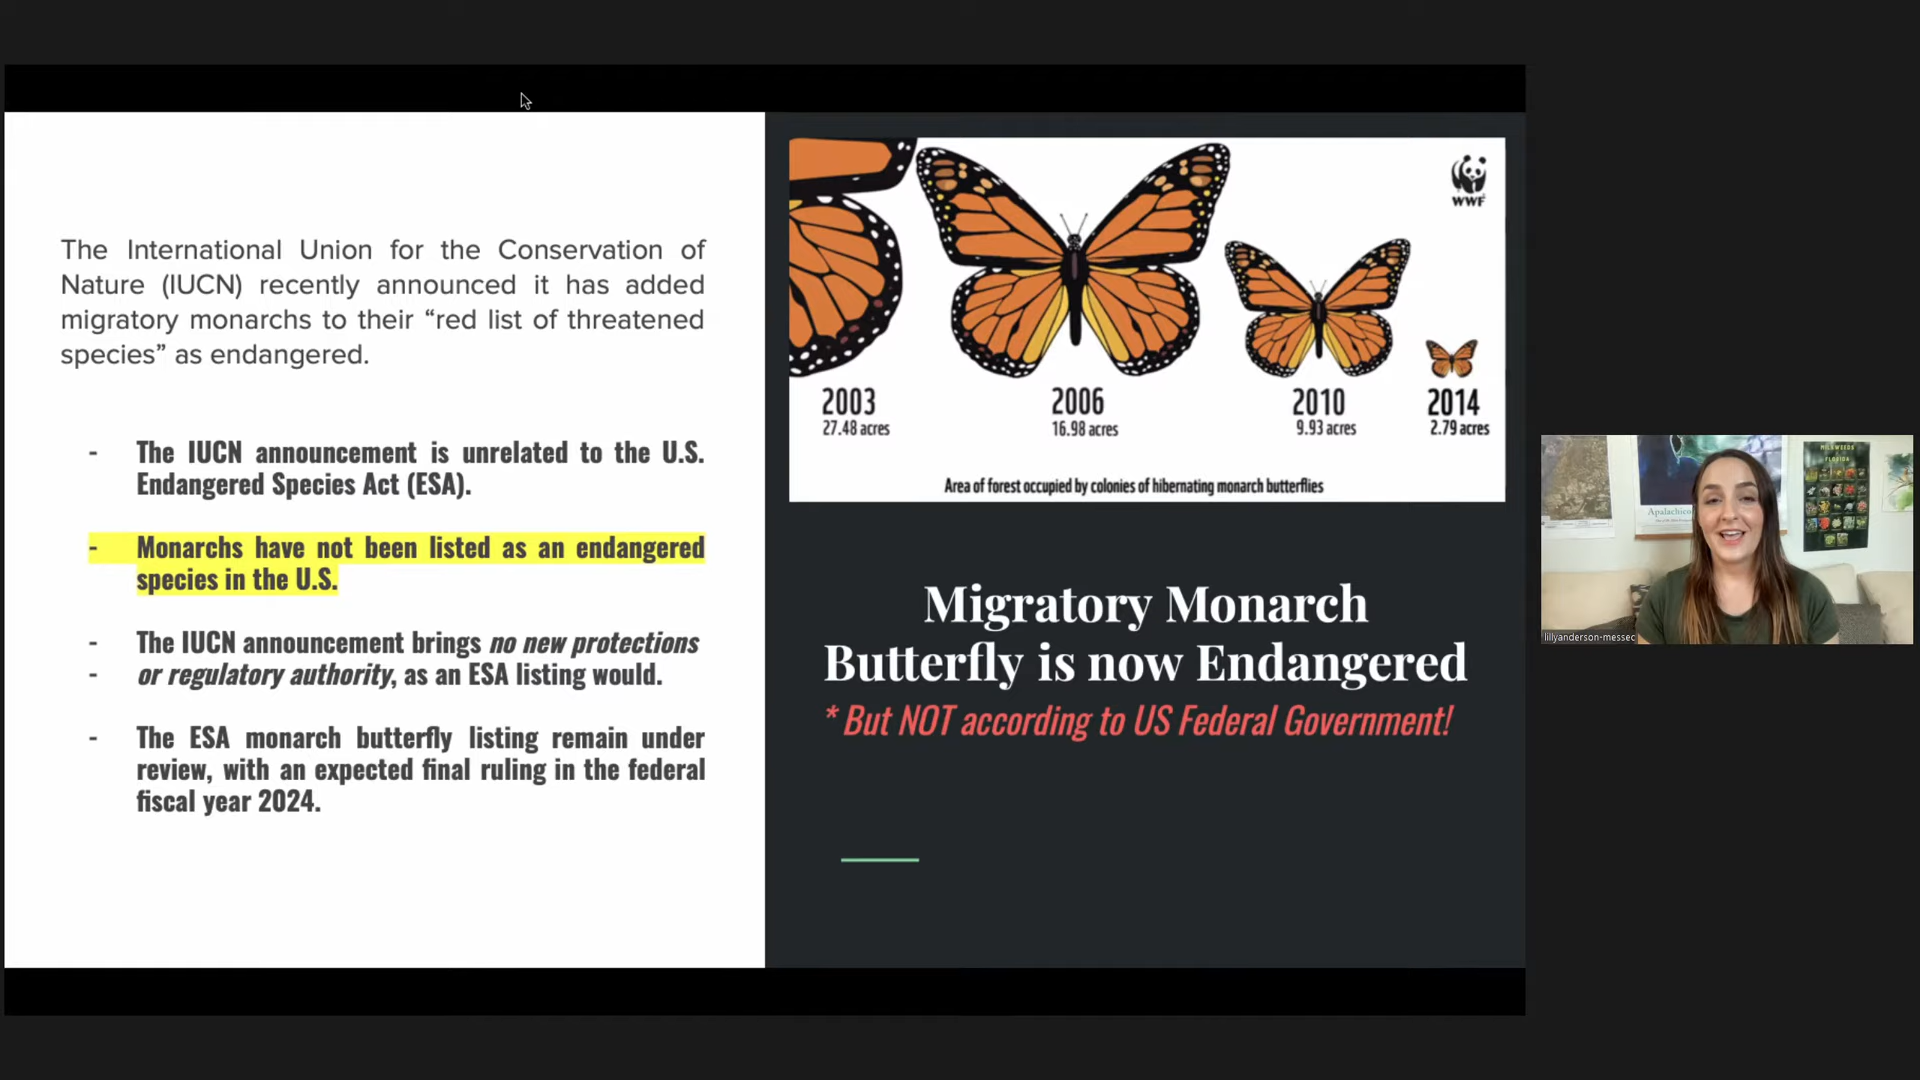 The International Union for the Conservation of
Nature (IUCN) recently announced it has added
migratory monarchs to their “red list of threatened
species” as endangered.
- The IUCN announcement is unrelated to the U.S.
Endangered Species Act (ESA).
- Monarchs have not been listed as an endangered
species in the U.S.
- The IUCN announcement brings no new protections
- or regulatory authority, as an ESA listing would.
- The ESA monarch butterfly listing remain under
review, with an expected final ruling in the federal
fiscal year 2024.
WWF
2003 2006 2010 2014
27.48 acres 16.98 acres 9.93 acres 2.79 acres
Area of forest occupied by colonies of hibernating monarch butterflies
Migratory Monarch
Butterfly is now Endangered
* But NOT according to US Federal Government!
MILKWEEDS
FLORIDA
Apalachic
lillyanderson-messec